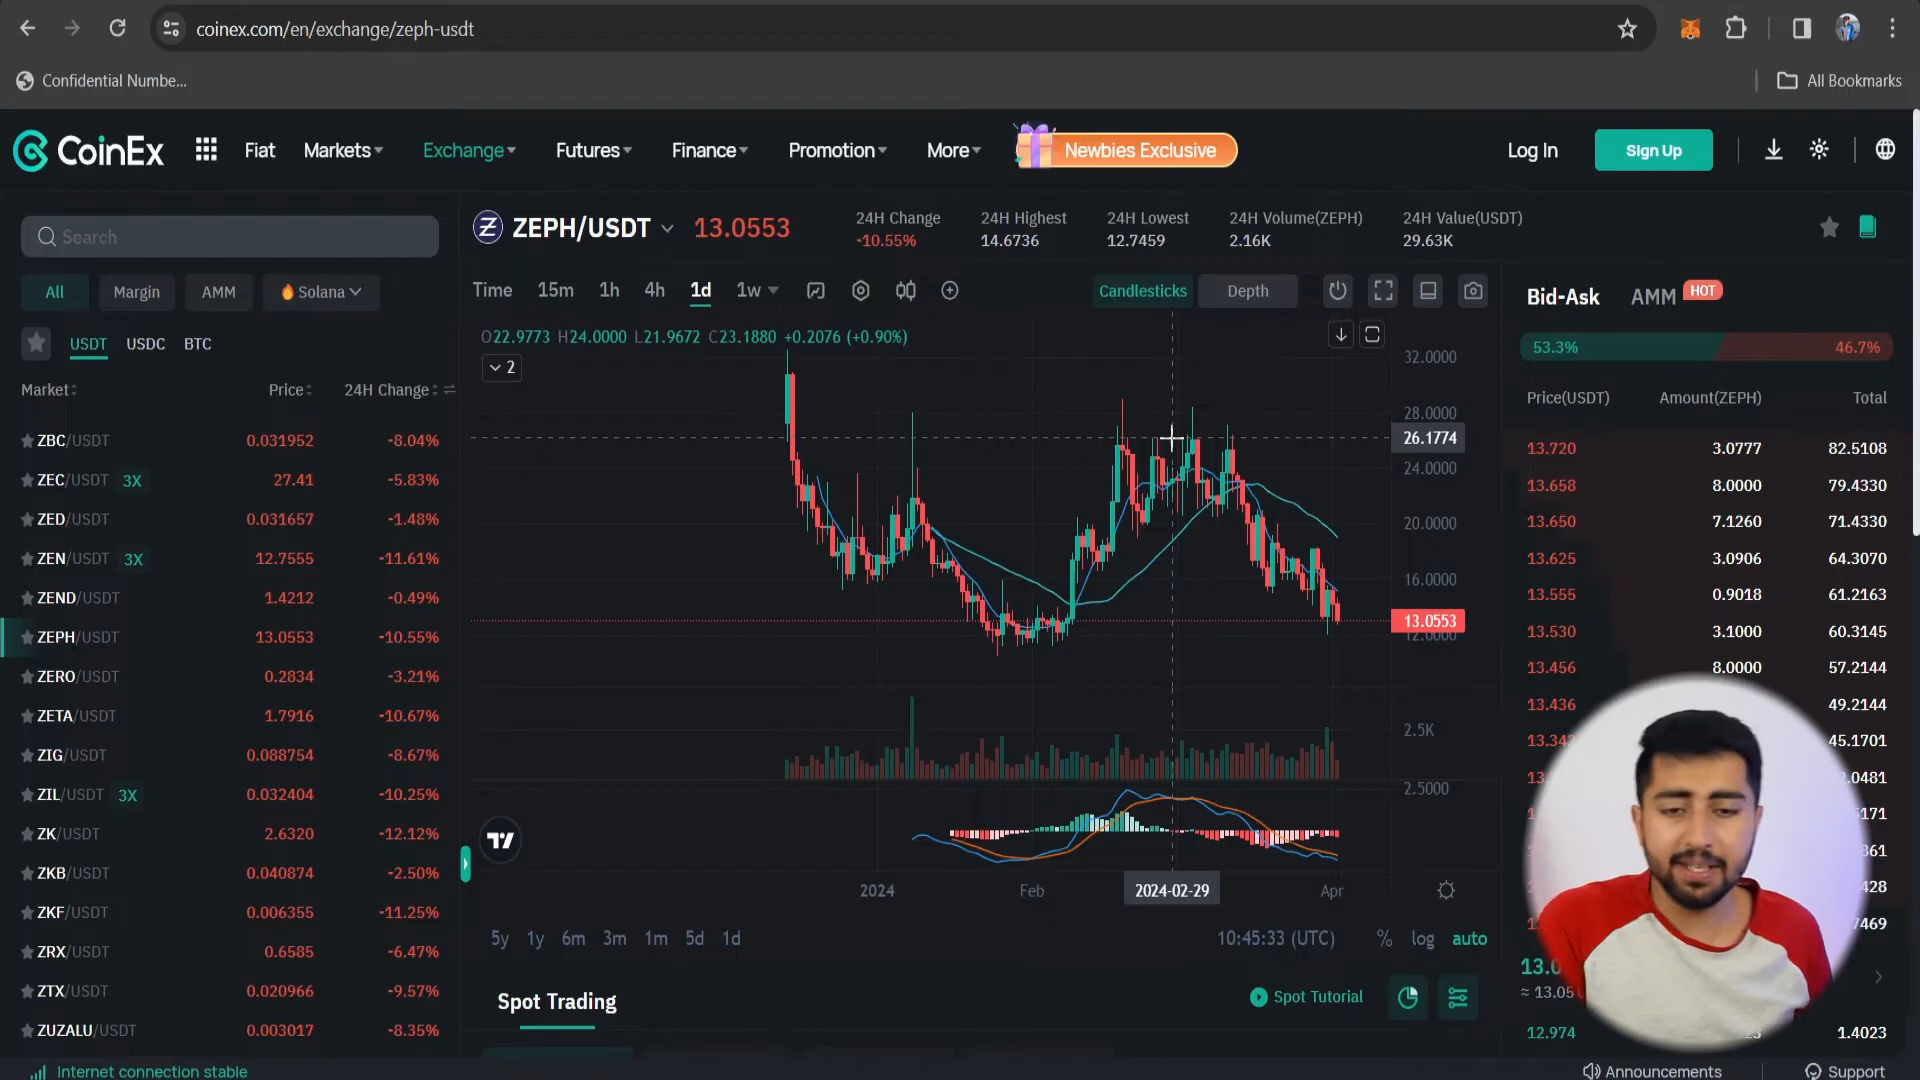 coinex.com/en/exchange/zeph-usdt
Confidential Numbe...
All Bookmarks
CoinEx
Fiat
Markets
Exchange
Futures
Finance
Promotion
More
Newbies Exclusive
Log In
Sign Up
Search
All
Margin
AMM
Solana
USDT
USDC
BTC
Market
Price
24H Change
ZBC/USDT 0.031952 -8.04%
ZEC/USDT 3X 27.41 -5.83%
ZED/USDT 0.031657 -1.48%
ZEN/USDT 3X 12.7555 -11.61%
ZEND/USDT 1.4212 -0.49%
ZEPH/USDT 13.0553 -10.55%
ZERO/USDT 0.2834 -3.21%
ZETA/USDT 1.7916 -10.67%
ZIG/USDT 0.088754 -8.67%
ZIL/USDT 3X 0.032404 -10.25%
ZK/USDT 2.6320 -12.12%
ZKB/USDT 0.040874 -2.50%
ZKF/USDT 0.006355 -11.25%
ZRX/USDT 0.6585 -6.47%
ZTX/USDT 0.020966 -9.57%
ZUZALU/USDT 0.003017 -8.35%
Internet connection stable
ZEPH/USDT
13.0553
24H Change
-10.55%
24H Highest
14.6736
24H Lowest
12.7459
24H Volume(ZEPH)
2.16K
24H Value(USDT)
29.63K
Time 15m 1h 4h 1d 1w
Candlesticks
Depth
O22.9773 H24.0000 L21.9672 C23.1880 +0.2076 (+0.90%)
2
32.0000
28.0000
26.1774
24.0000
20.0000
16.0000
13.0553
12.0000
2.5K
2.5000
2024
Feb
2024-02-29
Apr
5y 1y 6m 3m 1m 5d 1d
10:45:33 (UTC)
%
log
auto
Spot Trading
Spot Tutorial
Bid-Ask
AMM
HOT
53.3%
46.7%
Price(USDT) Amount(ZEPH) Total
13.720 3.0777 82.5108
13.658 8.0000 79.4330
13.650 7.1260 71.4330
13.625 3.0906 64.3070
13.555 0.9018 61.2163
13.530 3.1000 60.3145
13.456 8.0000 57.2144
13.436 49.2144
45.1701
12.974 1.4023
Announcements
Support